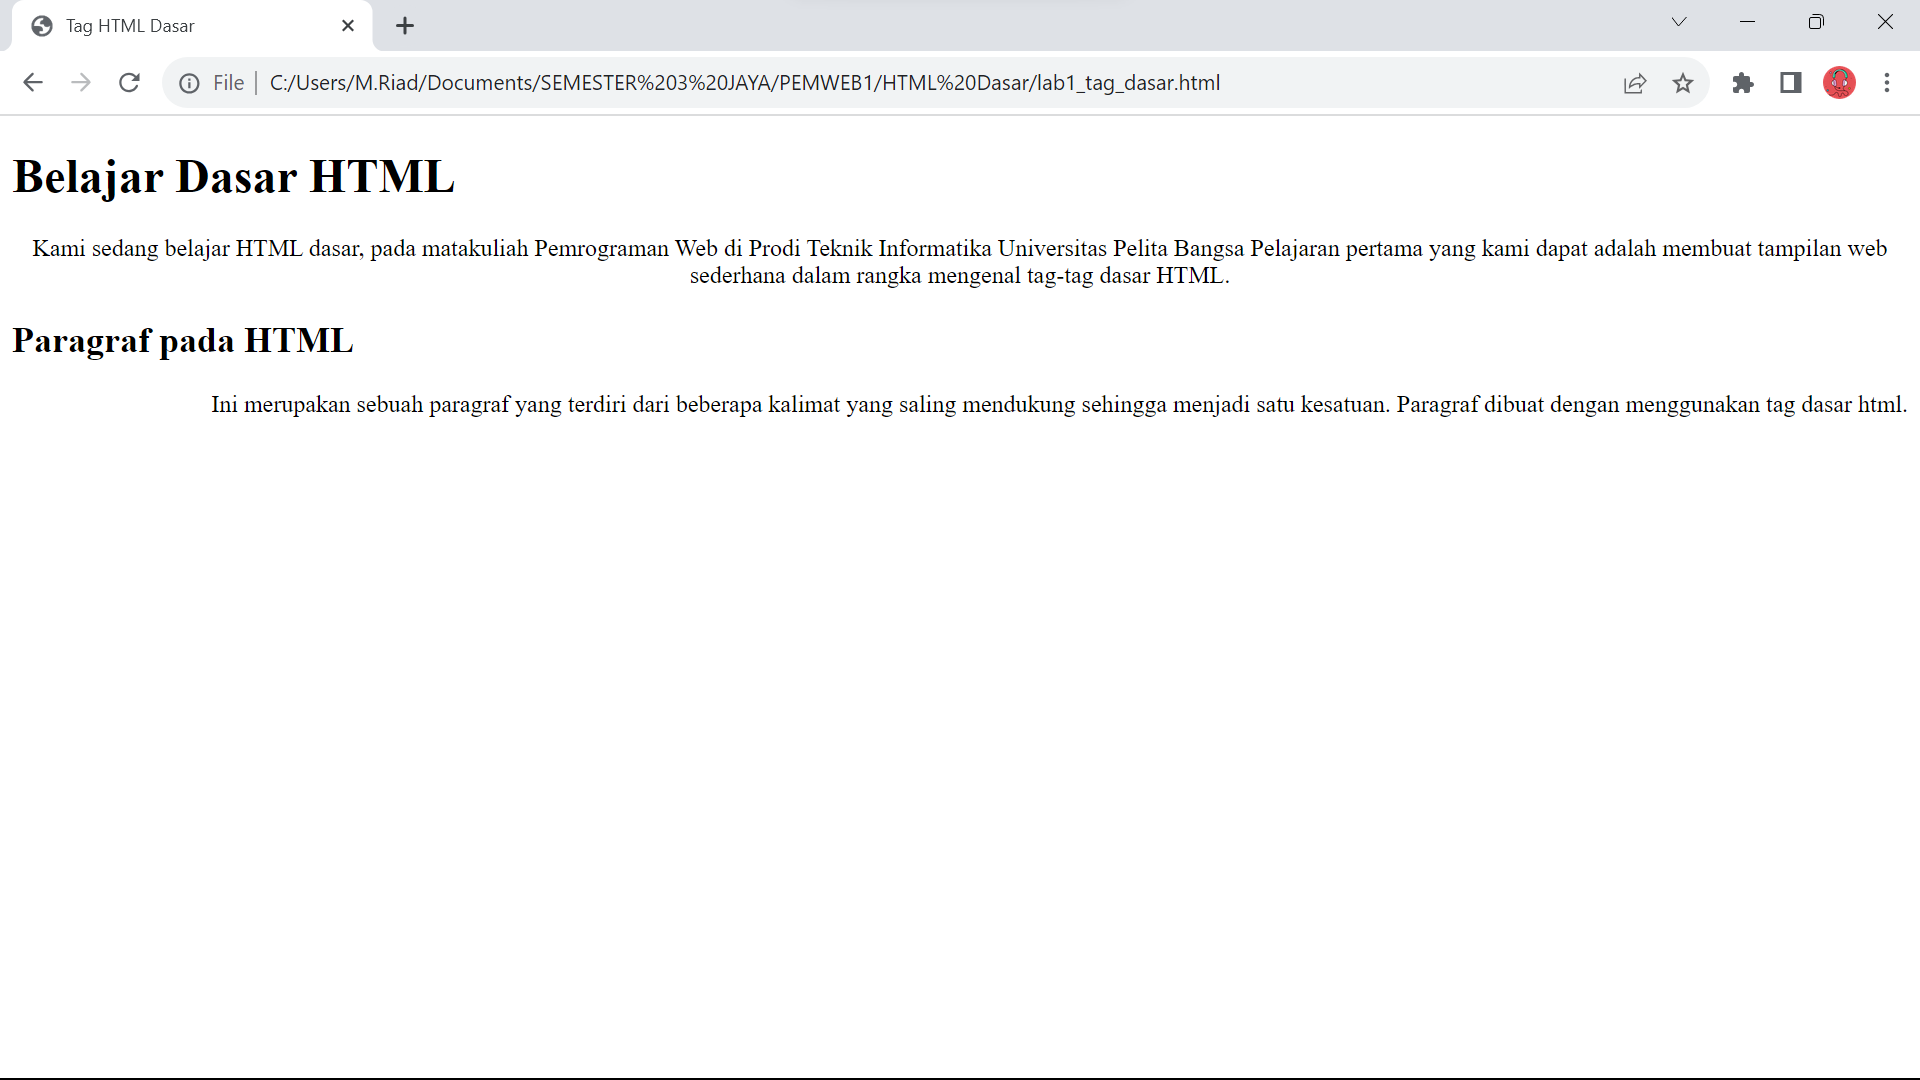 Tag HTML Dasar
File C:/Users/M.Riad/Documents/SEMESTER%203%20JAYA/PEMWEB1/HTML%20Dasar/lab1_tag_dasar.html
Belajar Dasar HTML
Kami sedang belajar HTML dasar, pada matakuliah Pemrograman Web di Prodi Teknik Informatika Universitas Pelita Bangsa Pelajaran pertama yang kami dapat adalah membuat tampilan web
sederhana dalam rangka mengenal tag-tag dasar HTML.
Paragraf pada HTML
Ini merupakan sebuah paragraf yang terdiri dari beberapa kalimat yang saling mendukung sehingga menjadi satu kesatuan. Paragraf dibuat dengan menggunakan tag dasar html.